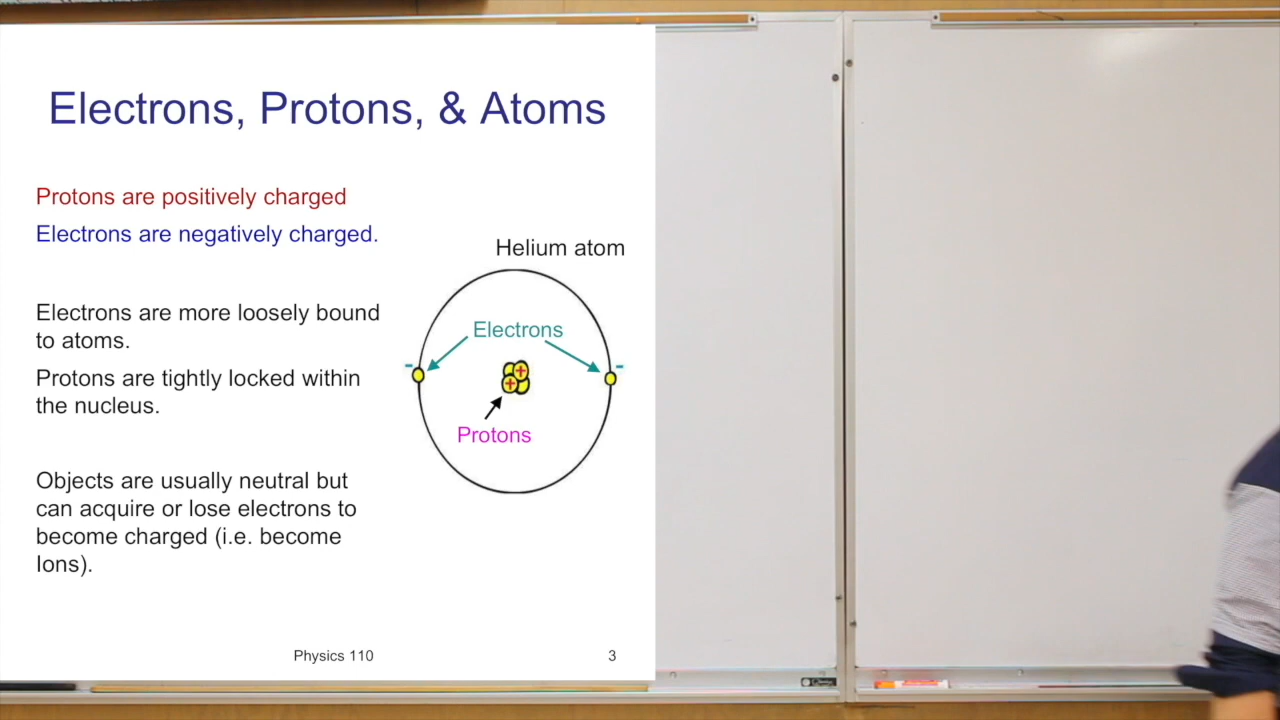 Electrons, Protons, & Atoms
Protons are positively charged
Electrons are negatively charged.
Helium atom
Electrons are more loosely bound
to atoms.
Electrons
Protons are tightly locked within
the nucleus.
-
-
+
+
Protons
Objects are usually neutral but
can acquire or lose electrons to
become charged (i.e. become
Ions).
Physics 110
3